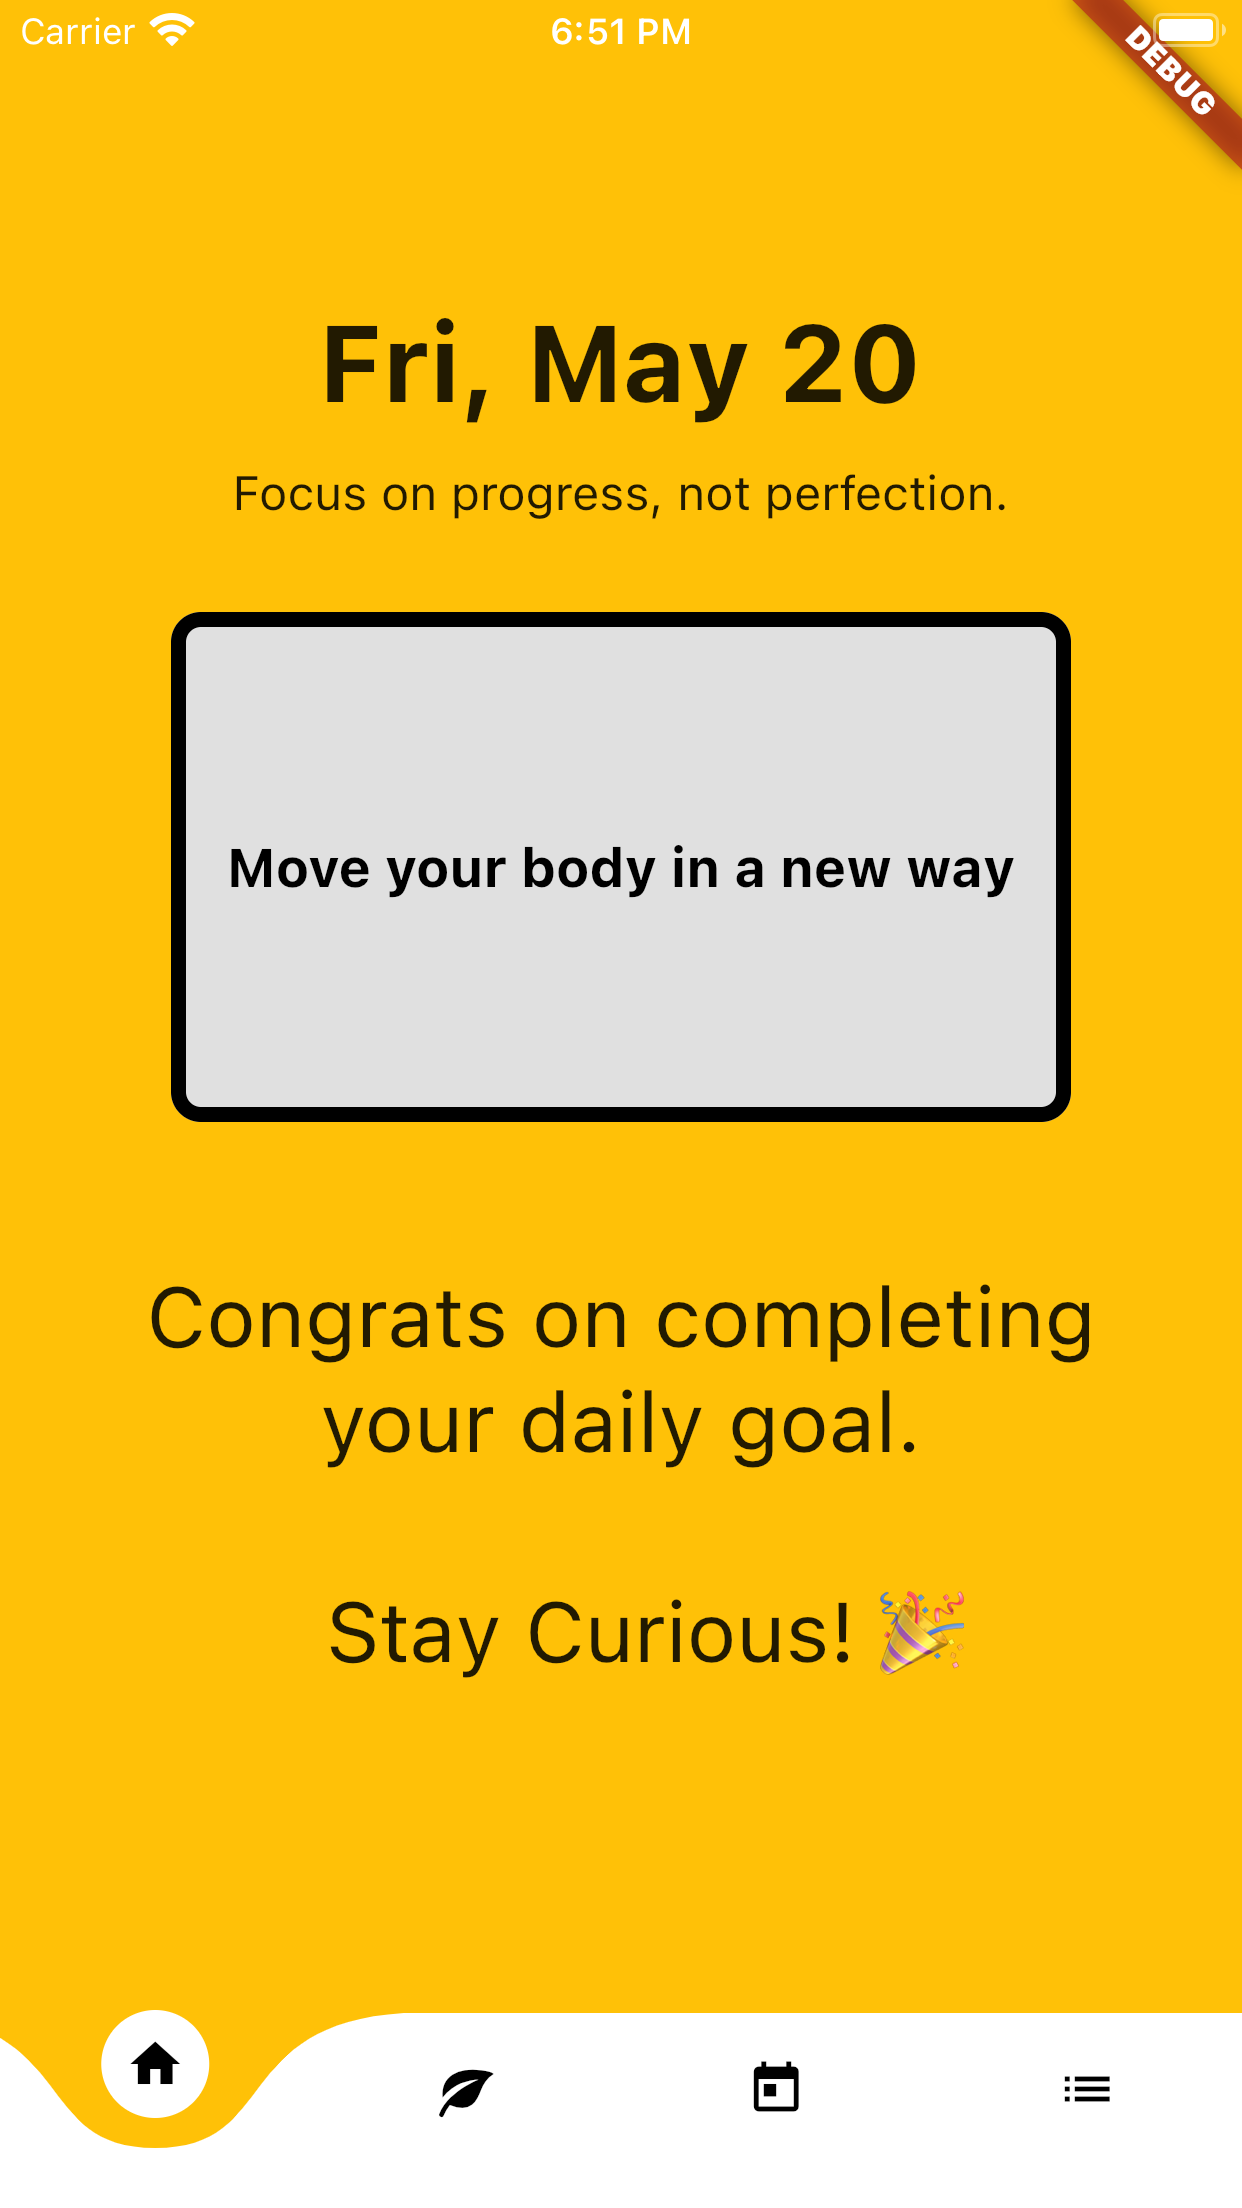 Carrier 6:51 PM
DEBUG
Fri, May 20
Focus on progress, not perfection.
Move your body in a new way
Congrats on completing
your daily goal.
Stay Curious! 🎉